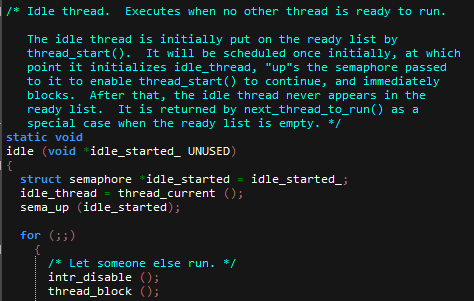 /* Idle thread.  Executes when no other thread is ready to run.

   The idle thread is initially put on the ready list by
   thread_start().  It will be scheduled once initially, at which
   point it initializes idle_thread, "up"s the semaphore passed
   to it to enable thread_start() to continue, and immediately
   blocks.  After that, the idle thread never appears in the
   ready list.  It is returned by next_thread_to_run() as a
   special case when the ready list is empty. */
static void
idle (void *idle_started_ UNUSED)
{
  struct semaphore *idle_started = idle_started_;
  idle_thread = thread_current ();
  sema_up (idle_started);

  for (;;)
    {
      /* Let someone else run. */
      intr_disable ();
      thread_block ();